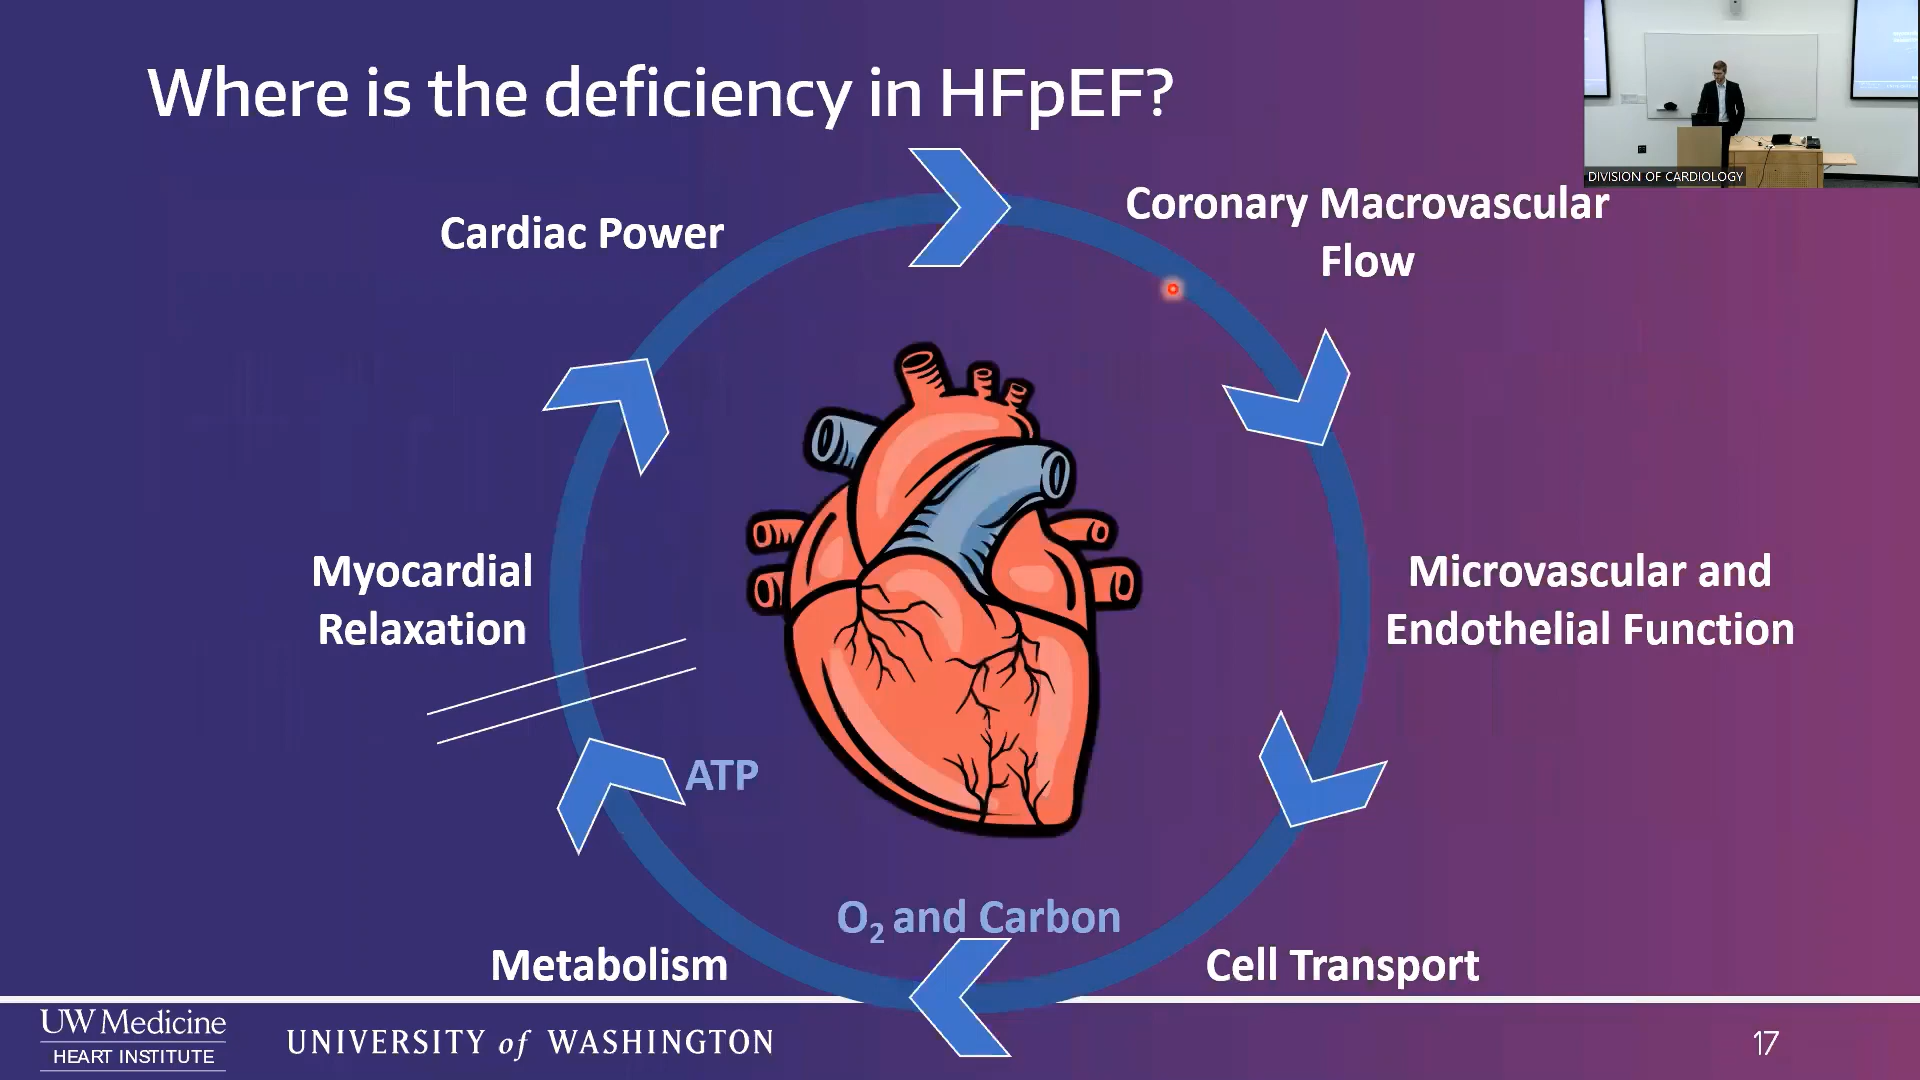 Where is the deficiency in HFpEF?
DIVISION OF CARDIOLOGY
Cardiac Power
Coronary Macrovascular
Flow
Myocardial
Relaxation
Microvascular and
Endothelial Function
ATP
O₂ and Carbon
Metabolism
Cell Transport
UW Medicine
HEART INSTITUTE
UNIVERSITY of WASHINGTON
17